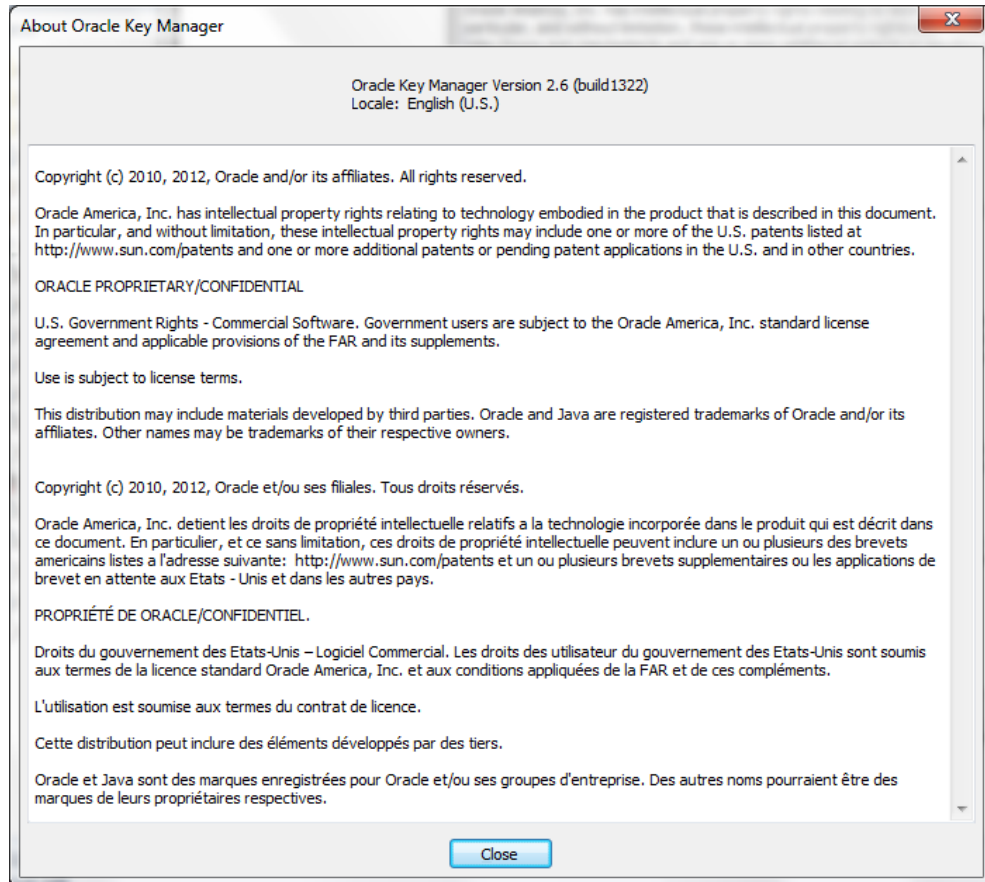 About Oracle Key Manager
Oracle Key Manager Version 2.6 (build1322)
Locale: English (U.S.)
Copyright (c) 2010, 2012, Oracle and/or its affiliates. All rights reserved.
Oracle America, Inc. has intellectual property rights relating to technology embodied in the product that is described in this document.
In particular, and without limitation, these intellectual property rights may include one or more of the U.S. patents listed at
http://www.sun.com/patents and one or more additional patents or pending patent applications in the U.S. and in other countries.
ORACLE PROPRIETARY/CONFIDENTIAL
U.S. Government Rights - Commercial Software. Government users are subject to the Oracle America, Inc. standard license
agreement and applicable provisions of the FAR and its supplements.
Use is subject to license terms.
This distribution may include materials developed by third parties. Oracle and Java are registered trademarks of Oracle and/or its
affiliates. Other names may be trademarks of their respective owners.
Copyright (c) 2010, 2012, Oracle et/ou ses filiales. Tous droits réservés.
Oracle America, Inc. detient les droits de propriété intellectuelle relatifs a la technologie incorporée dans le produit qui est décrit dans
ce document. En particulier, et ce sans limitation, ces droits de propriété intellectuelle peuvent inclure un ou plusieurs des brevets
americains listes a l'adresse suivante: http://www.sun.com/patents et un ou plusieurs brevets supplementaires ou les applications de
brevet en attente aux Etats - Unis et dans les autres pays.
PROPRIÉTÉ DE ORACLE/CONFIDENTIEL.
Droits du gouvernement des Etats-Unis – Logiciel Commercial. Les droits des utilisateur du gouvernement des Etats-Unis sont soumis
aux termes de la licence standard Oracle America, Inc. et aux conditions appliquées de la FAR et de ces compléments.
L'utilisation est soumise aux termes du contrat de licence.
Cette distribution peut inclure des éléments développés par des tiers.
Oracle et Java sont des marques enregistrées pour Oracle et/ou ses groupes d'entreprise. Des autres noms pourraient être des
marques de leurs propriétaires respectives.
Close